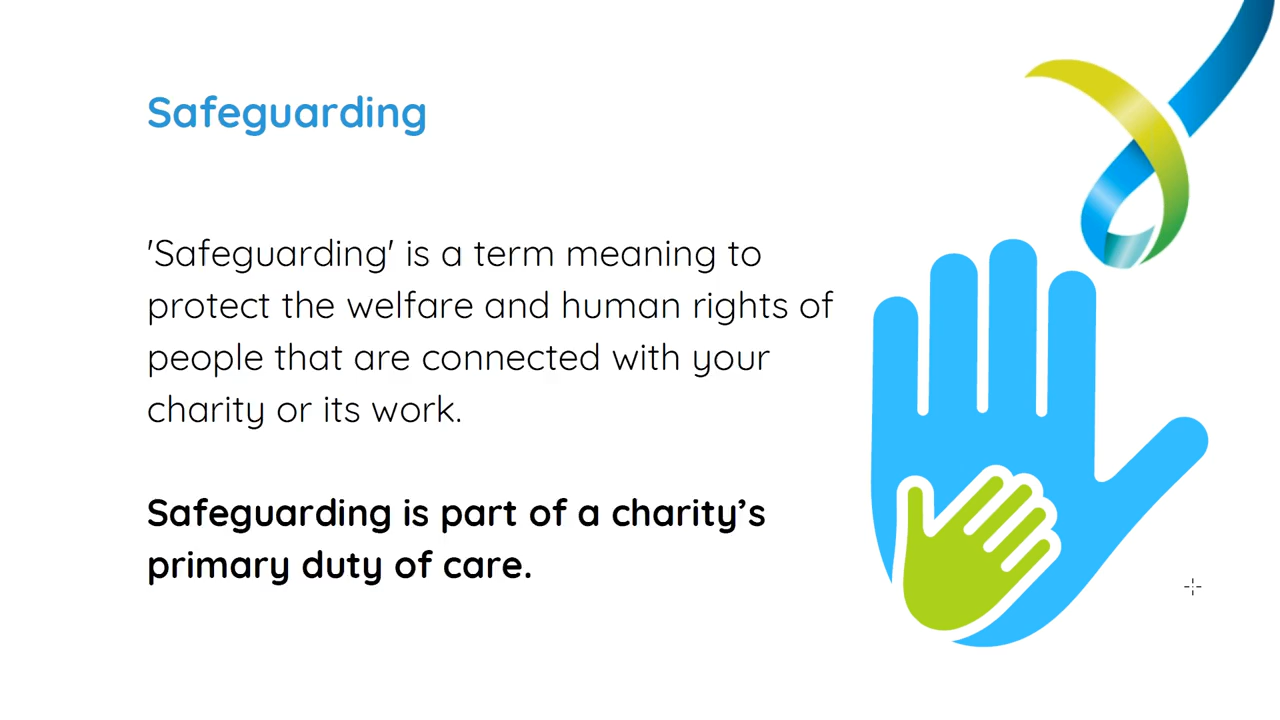 Safeguarding
'Safeguarding' is a term meaning to
protect the welfare and human rights of
people that are connected with your
charity or its work.
Safeguarding is part of a charity’s
primary duty of care.